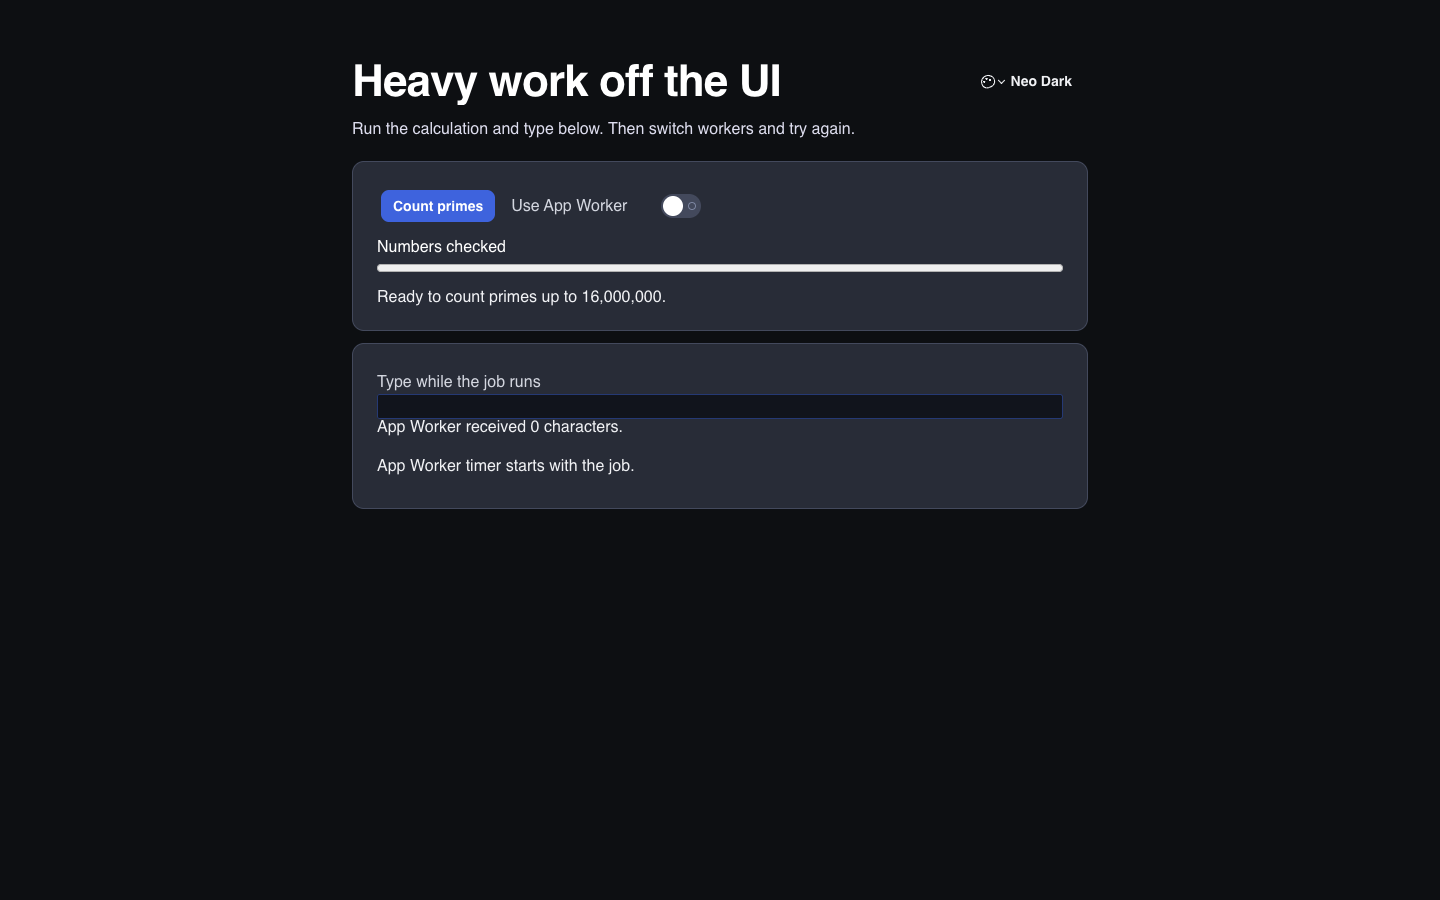 Heavy work off the UI
Neo Dark
Run the calculation and type below. Then switch workers and try again.
Count primes
Use App Worker
Numbers checked
Ready to count primes up to 16,000,000.
Type while the job runs
App Worker received 0 characters.
App Worker timer starts with the job.